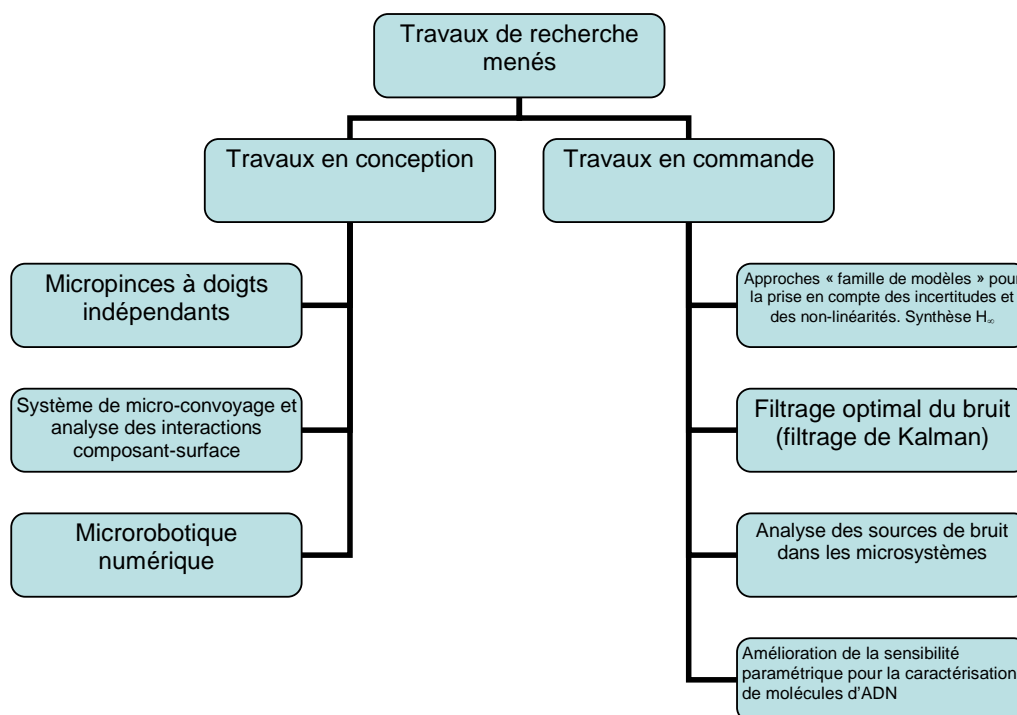 Travaux de recherche
menés
Travaux en conception
Travaux en commande
Micropinces à doigts
indépendants
Système de micro-convoyage et
analyse des interactions
composant-surface
Microrobotique
numérique
Approches « famille de modèles » pour
la prise en compte des incertitudes et
des non-linéarités. Synthèse H∞
Filtrage optimal du bruit
(filtrage de Kalman)
Analyse des sources de bruit
dans les microsystèmes
Amélioration de la sensibilité
paramétrique pour la caractérisation
de molécules d'ADN